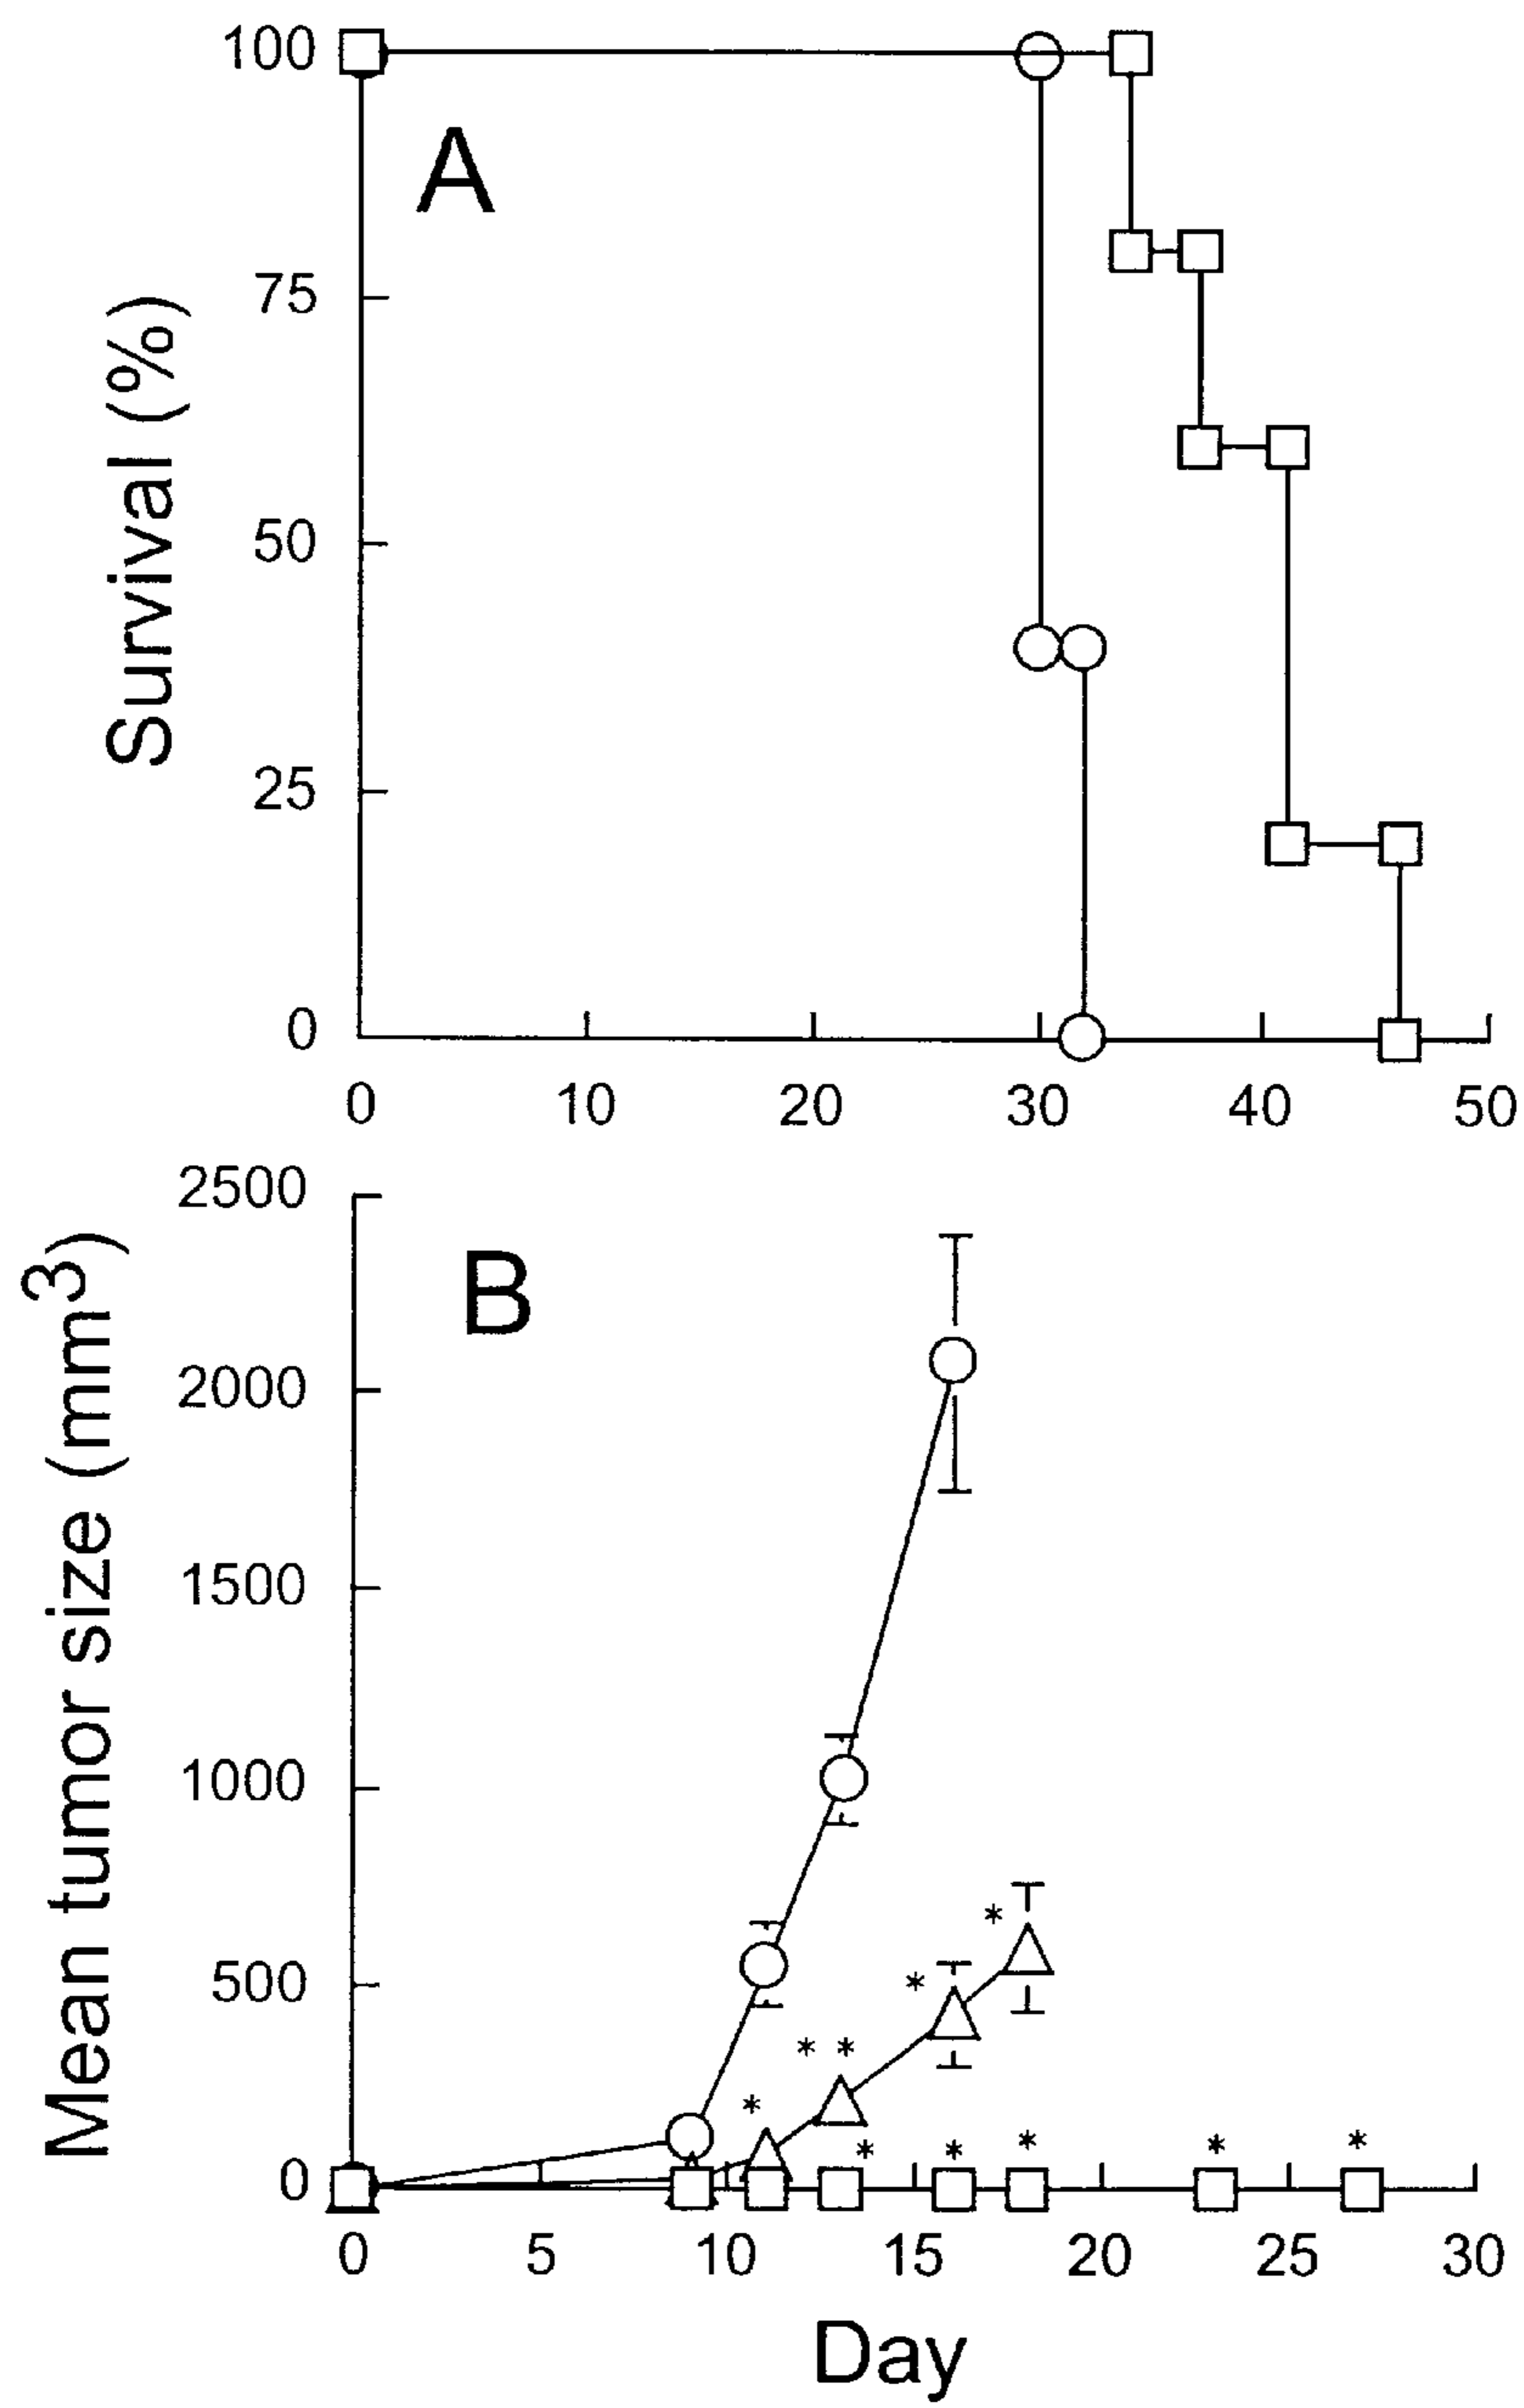 A
Survival (%)
100
75
50
25
0
0 10 20 30 40 50
B
Mean tumor size (mm3)
2500
2000
1500
1000
500
0
* * * * *
* * * * *
0 5 10 15 20 25 30
Day